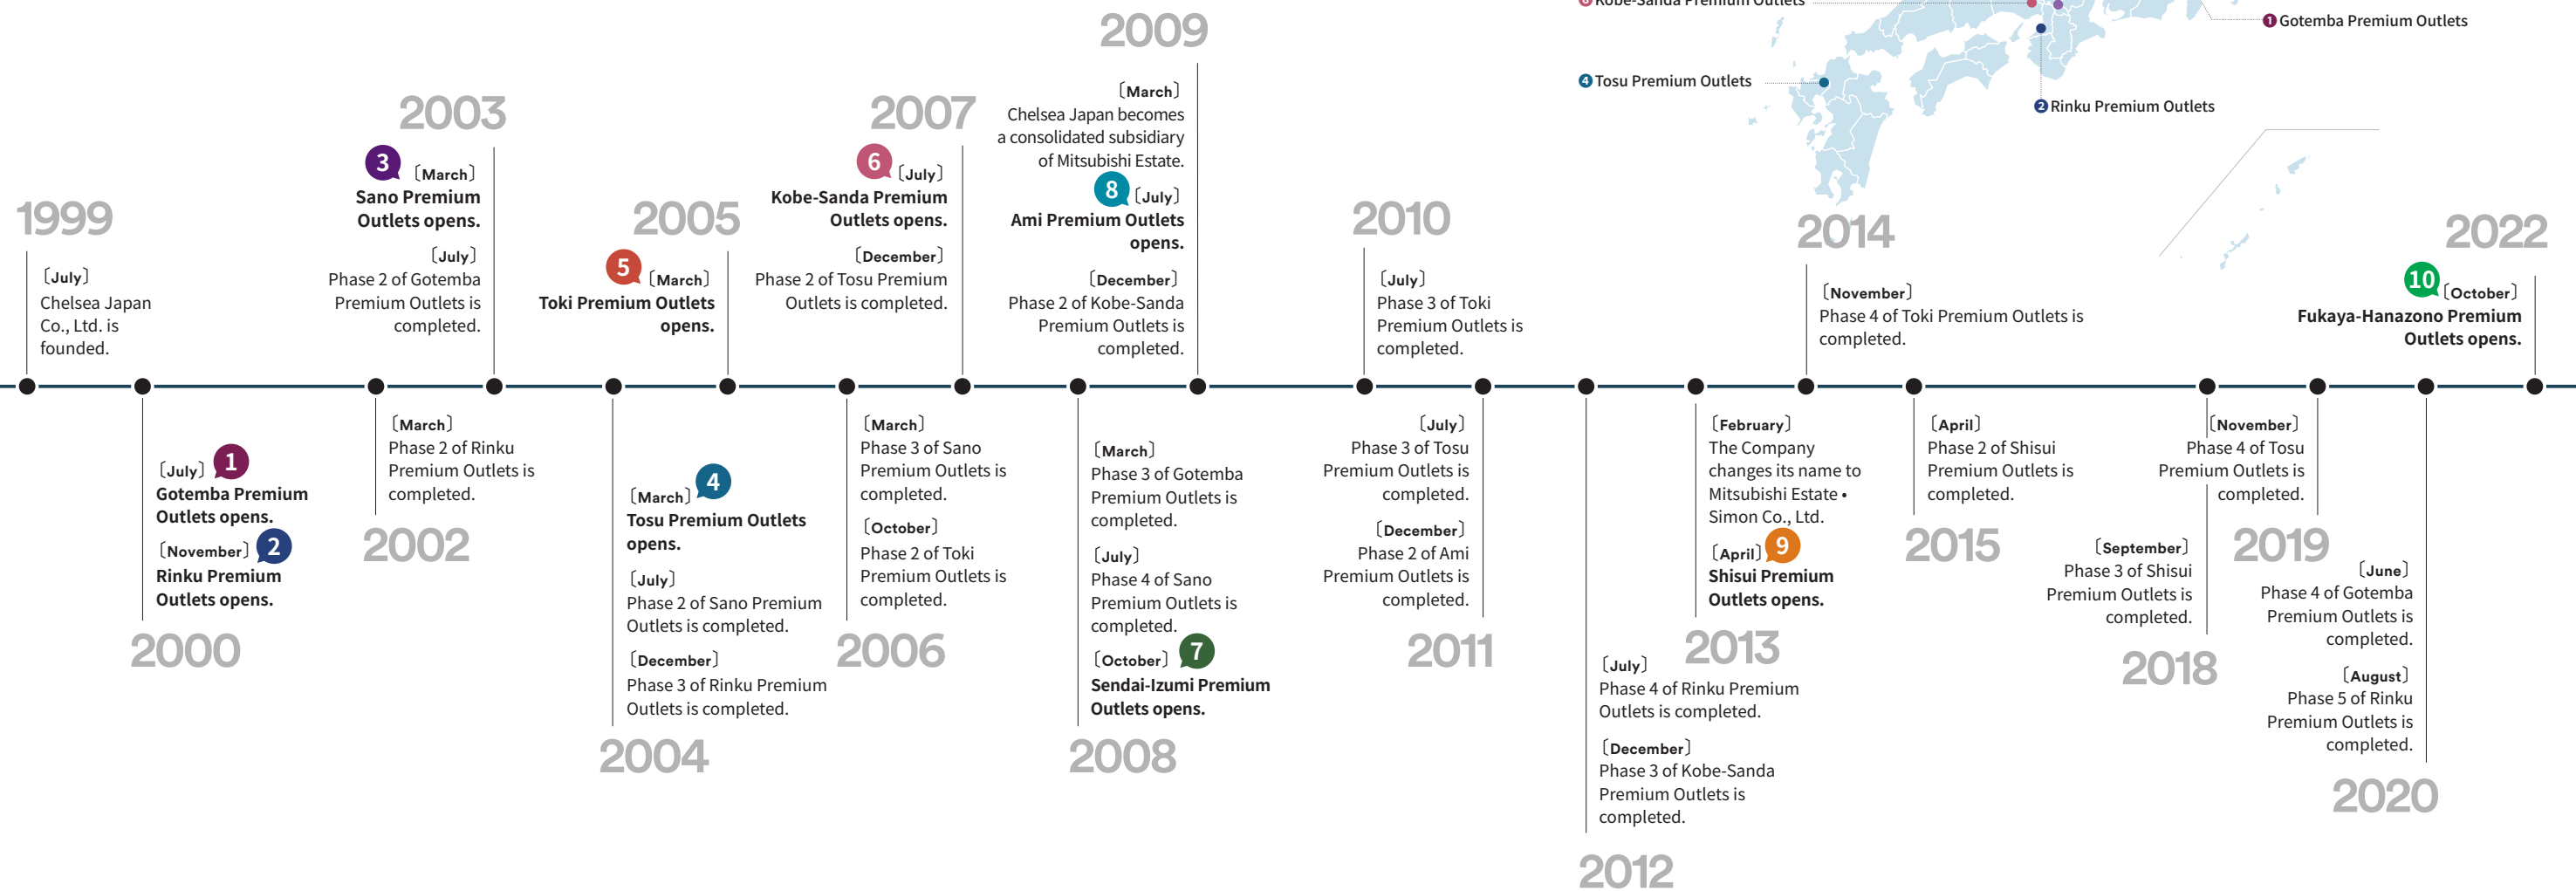 1999
〔July〕
Chelsea Japan
Co., Ltd. is
founded.
〔July〕 1
Gotemba Premium
Outlets opens.
〔November〕 2
Rinku Premium
Outlets opens.
2000
〔March〕
Phase 2 of Rinku
Premium Outlets is
completed.
2002
2003
3 〔March〕
Sano Premium
Outlets opens.
〔July〕
Phase 2 of Gotemba
Premium Outlets is
completed.
〔March〕 4
Tosu Premium Outlets
opens.
〔July〕
Phase 2 of Sano Premium
Outlets is completed.
〔December〕
Phase 3 of Rinku Premium
Outlets is completed.
2004
2005
5 〔March〕
Toki Premium Outlets
opens.
〔March〕
Phase 3 of Sano
Premium Outlets is
completed.
〔October〕
Phase 2 of Toki
Premium Outlets is
completed.
2006
2007
6 〔July〕
Kobe-Sanda Premium
Outlets opens.
〔December〕
Phase 2 of Tosu Premium
Outlets is completed.
〔March〕
Phase 3 of Gotemba
Premium Outlets is
completed.
〔July〕
Phase 4 of Sano
Premium Outlets is
completed.
〔October〕 7
Sendai-Izumi Premium
Outlets opens.
2008
2009
〔March〕
Chelsea Japan becomes
a consolidated subsidiary
of Mitsubishi Estate.
8 〔July〕
Ami Premium Outlets
opens.
〔December〕
Phase 2 of Kobe-Sanda
Premium Outlets is
completed.
2010
〔July〕
Phase 3 of Toki
Premium Outlets is
completed.
〔July〕
Phase 3 of Tosu
Premium Outlets is
completed.
〔December〕
Phase 2 of Ami
Premium Outlets is
completed.
2011
〔July〕
Phase 4 of Rinku Premium
Outlets is completed.
〔December〕
Phase 3 of Kobe-Sanda
Premium Outlets is
completed.
2012
〔February〕
The Company
changes its name to
Mitsubishi Estate •
Simon Co., Ltd.
〔April〕 9
Shisui Premium
Outlets opens.
2013
2014
〔November〕
Phase 4 of Toki Premium Outlets is
completed.
〔April〕
Phase 2 of Shisui
Premium Outlets is
completed.
2015
〔September〕
Phase 3 of Shisui
Premium Outlets is
completed.
2018
〔November〕
Phase 4 of Tosu
Premium Outlets is
completed.
2019
〔June〕
Phase 4 of Gotemba
Premium Outlets is
completed.
〔August〕
Phase 5 of Rinku
Premium Outlets is
completed.
2020
2022
10 〔October〕
Fukaya-Hanazono Premium
Outlets opens.
6 Kobe-Sanda Premium Outlets
1 Gotemba Premium Outlets
4 Tosu Premium Outlets
2 Rinku Premium Outlets